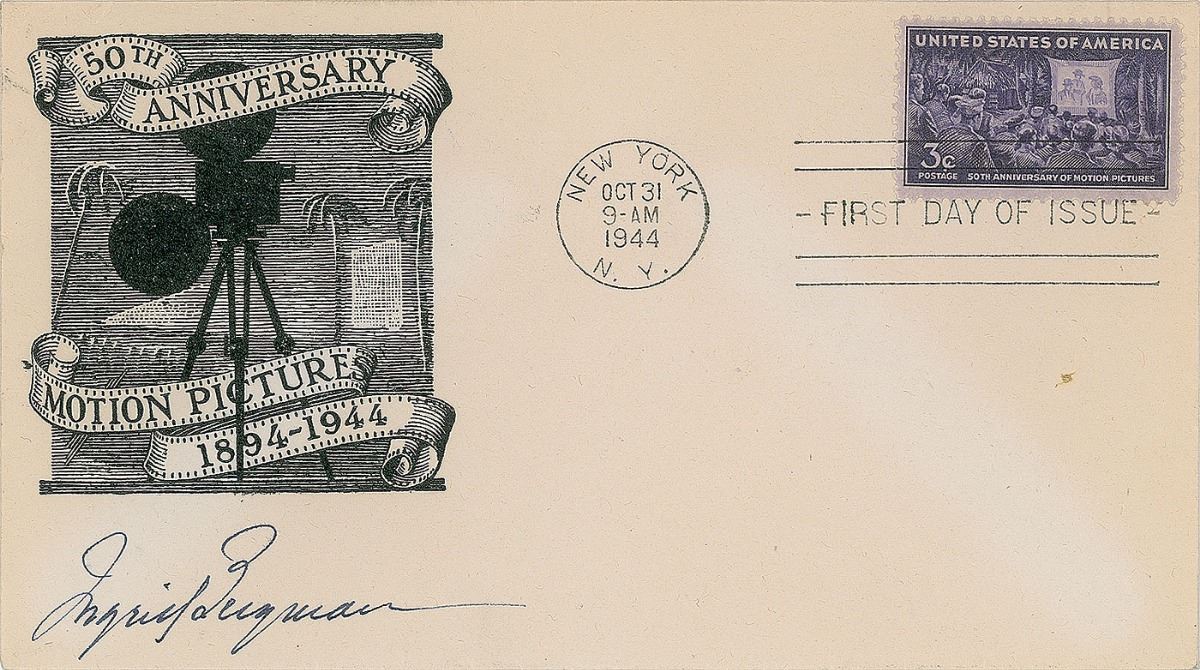 50TH
ANNIVERSARY
MOTION PICTURES
1894-1944
UNITED STATES OF AMERICA
3c
POSTAGE 50TH ANNIVERSARY OF MOTION PICTURES
NEW YORK
OCT 31
9-AM
1944
N. Y.
- FIRST DAY OF ISSUE -
Ingrid Bergman